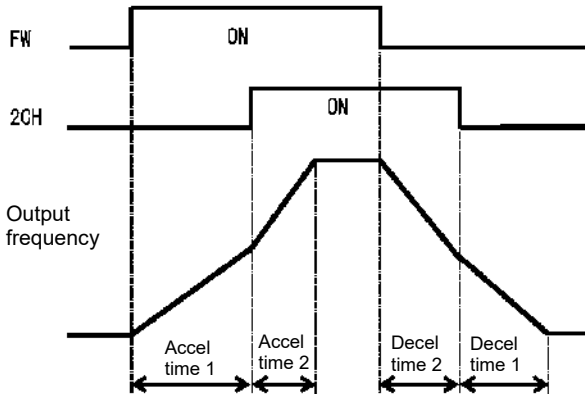 FW
ON
2CH
ON
Output
frequency
Accel
time 1
Accel
time 2
Decel
time 2
Decel
time 1